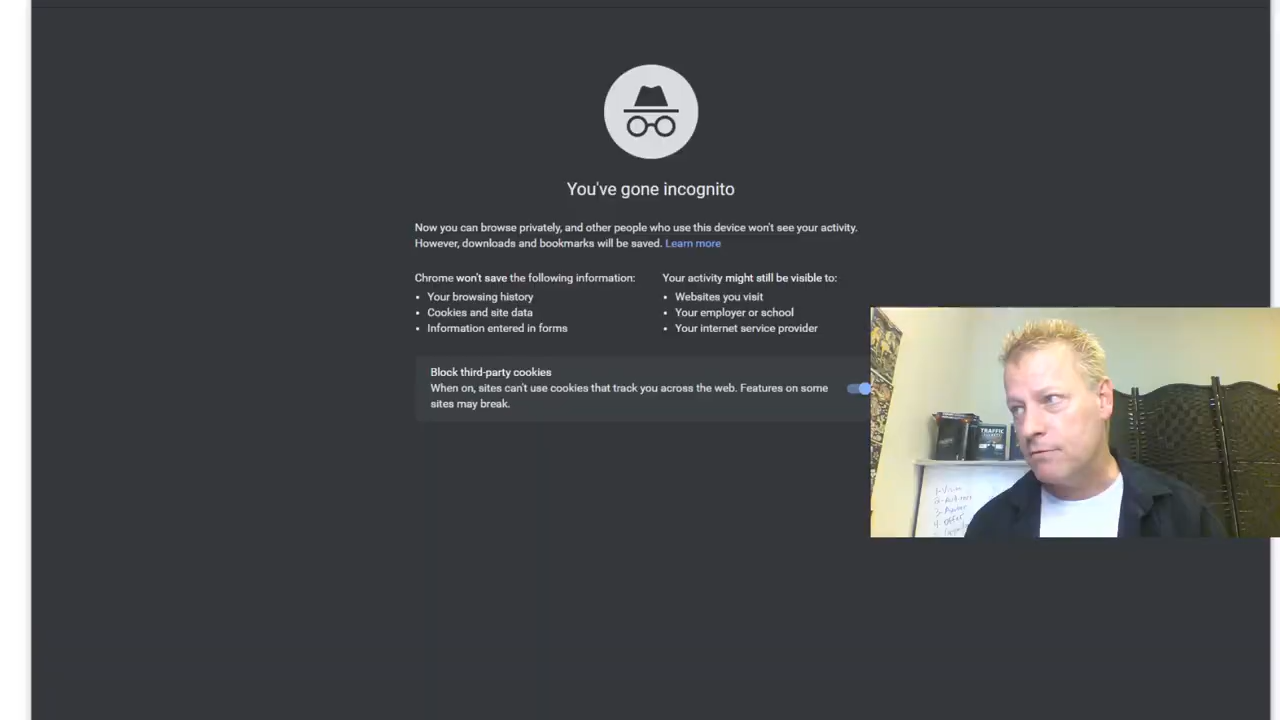 You've gone incognito
Now you can browse privately, and other people who use this device won't see your activity.
However, downloads and bookmarks will be saved. Learn more
Chrome won't save the following information:
• Your browsing history
• Cookies and site data
• Information entered in forms
Your activity might still be visible to:
• Websites you visit
• Your employer or school
• Your internet service provider
Block third-party cookies
When on, sites can't use cookies that track you across the web. Features on some
sites may break.
TRAFFIC
4 Offer